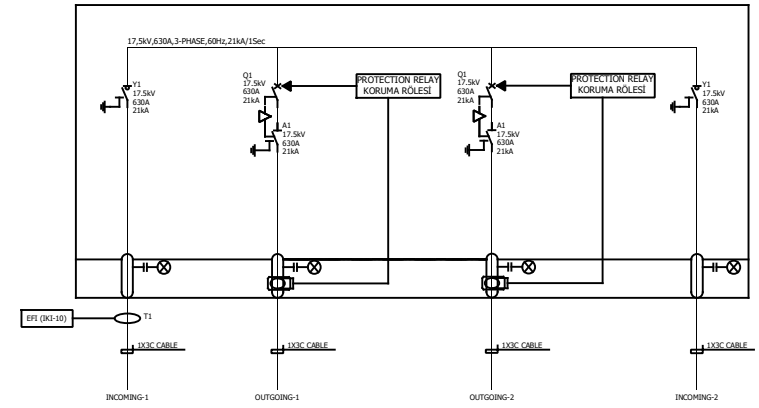 17,5kV,630A,3-PHASE,60Hz,21kA/1Sec
Y1
17.5kV
630A
21kA
Q1
17.5kV
630A
21kA
PROTECTION RELAY
KORUMA RÖLESİ
A1
17.5kV
630A
21kA
Q1
17.5kV
630A
21kA
PROTECTION RELAY
KORUMA RÖLESİ
A1
17.5kV
630A
21kA
Y1
17.5kV
630A
21kA
EFI (IKI-10)
T1
1X3C CABLE
1X3C CABLE
1X3C CABLE
1X3C CABLE
INCOMING-1
OUTGOING-1
OUTGOING-2
INCOMING-2